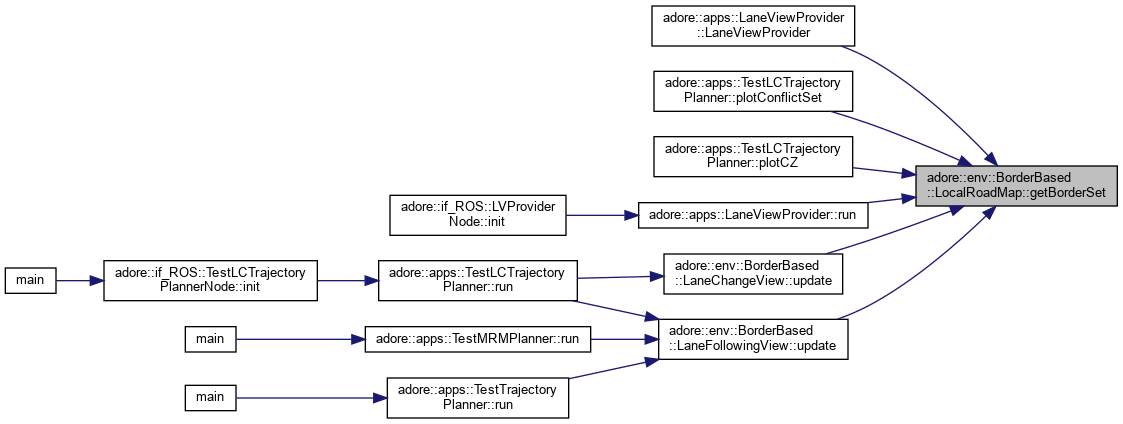 adore::apps::LaneViewProvider
::LaneViewProvider
adore::apps::TestLCTrajectory
Planner::plotConflictSet
adore::apps::TestLCTrajectory
Planner::plotCZ
adore::env::BorderBased
::LocalRoadMap::getBorderSet
adore::if_ROS::LVProvider
Node::init
adore::apps::LaneViewProvider::run
main
adore::if_ROS::TestLCTrajectory
PlannerNode::init
adore::apps::TestLCTrajectory
Planner::run
adore::env::BorderBased
::LaneChangeView::update
main
adore::apps::TestMRMPlanner::run
adore::env::BorderBased
::LaneFollowingView::update
main
adore::apps::TestTrajectory
Planner::run